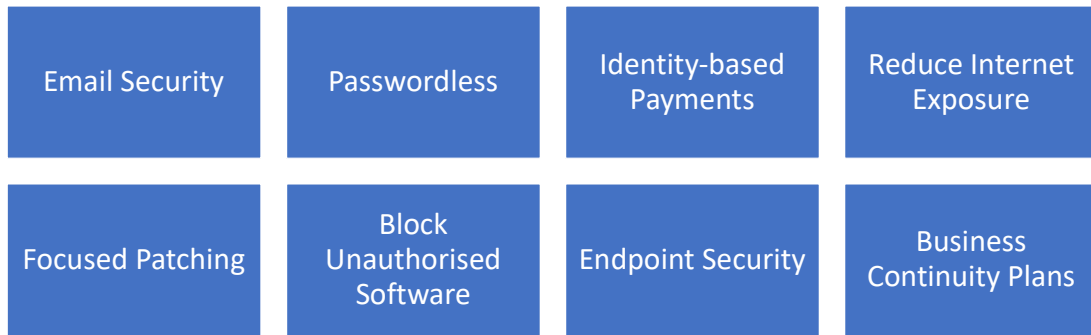 Email Security
Passwordless
Identity-based
Payments
Reduce Internet
Exposure
Focused Patching
Block
Unauthorised
Software
Endpoint Security
Business
Continuity Plans